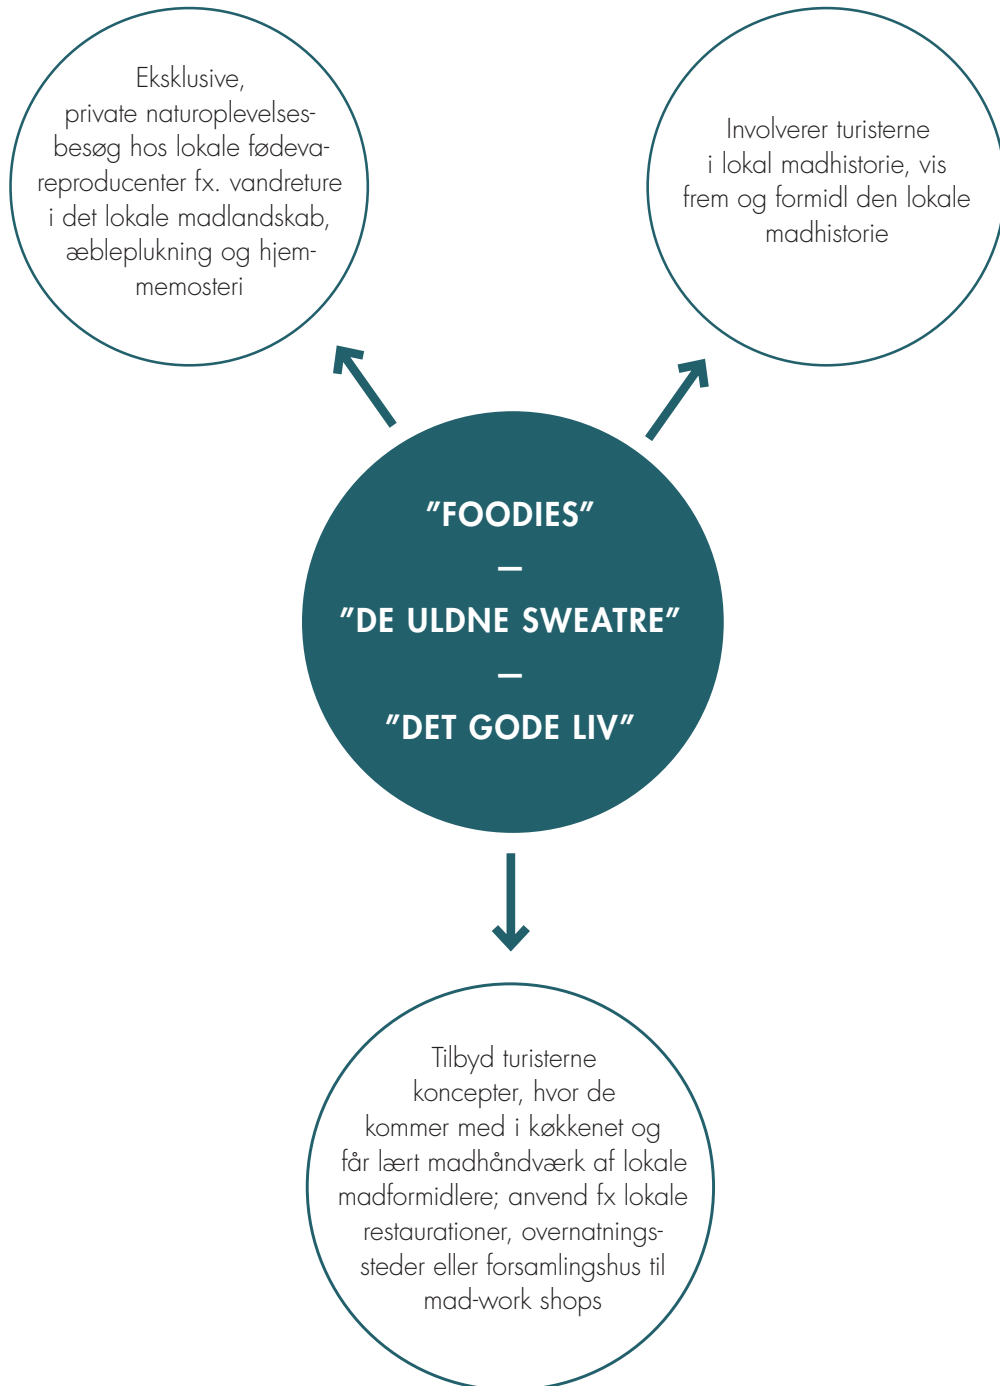 Eksklusive,
private naturoplevelses-
besøg hos lokale fødeva-
reproducenter fx. vandreture
i det lokale madlandskab,
æbleplukning og hjem-
memosteri
Involverer turisterne
i lokal madhistorie, vis
frem og formidl den lokale
madhistorie
”FOODIES”
—
”DE ULDNE SWEATRE”
—
”DET GODE LIV”
Tilbyd turisterne
koncepter, hvor de
kommer med i køkkenet og
får lært madhåndværk af lokale
madformidlere; anvend fx lokale
restaurationer, overnatnings-
steder eller forsamlingshus til
mad-work shops